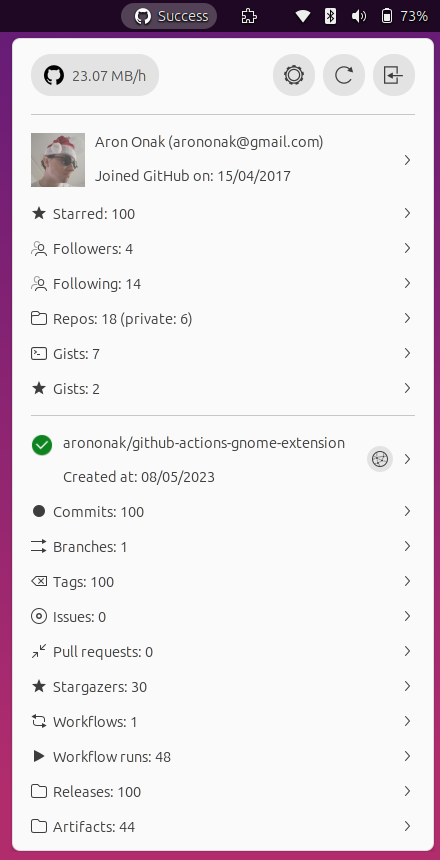 Success
73%
23.07 MB/h
Aron Onak (arononak@gmail.com)
Joined GitHub on: 15/04/2017
Starred: 100
Followers: 4
Following: 14
Repos: 18 (private: 6)
Gists: 7
Gists: 2
arononak/github-actions-gnome-extension
Created at: 08/05/2023
Commits: 100
Branches: 1
Tags: 100
Issues: 0
Pull requests: 0
Stargazers: 30
Workflows: 1
Workflow runs: 48
Releases: 100
Artifacts: 44